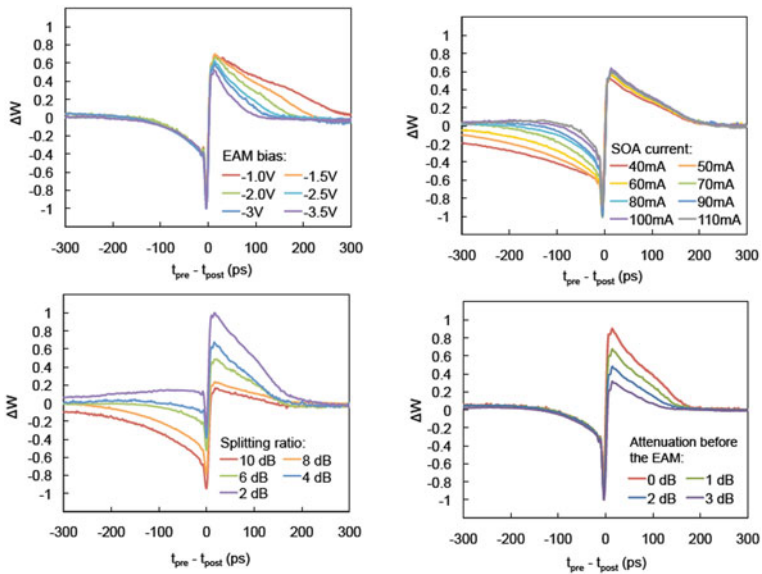 1
0.8
0.6
0.4
0.2
0
-0.2
-0.4
-0.6
-0.8
-1
ΔW
EAM bias:
-1.0V -1.5V
-2.0V -2.5V
-3V -3.5V
-300 -200 -100 0 100 200 300
tpre - tpost (ps)
1
0.8
0.6
0.4
0.2
0
-0.2
-0.4
-0.6
-0.8
-1
ΔW
SOA current:
40mA 50mA
60mA 70mA
80mA 90mA
100mA 110mA
-300 -200 -100 0 100 200 300
tpre - tpost (ps)
1
0.8
0.6
0.4
0.2
0
-0.2
-0.4
-0.6
-0.8
-1
ΔW
Splitting ratio:
10 dB 8 dB
6 dB 4 dB
2 dB
-300 -200 -100 0 100 200 300
tpre - tpost (ps)
1
0.8
0.6
0.4
0.2
0
-0.2
-0.4
-0.6
-0.8
-1
ΔW
Attenuation before
the EAM:
0 dB 1 dB
2 dB 3 dB
-300 -200 -100 0 100 200 300
tpre - tpost (ps)